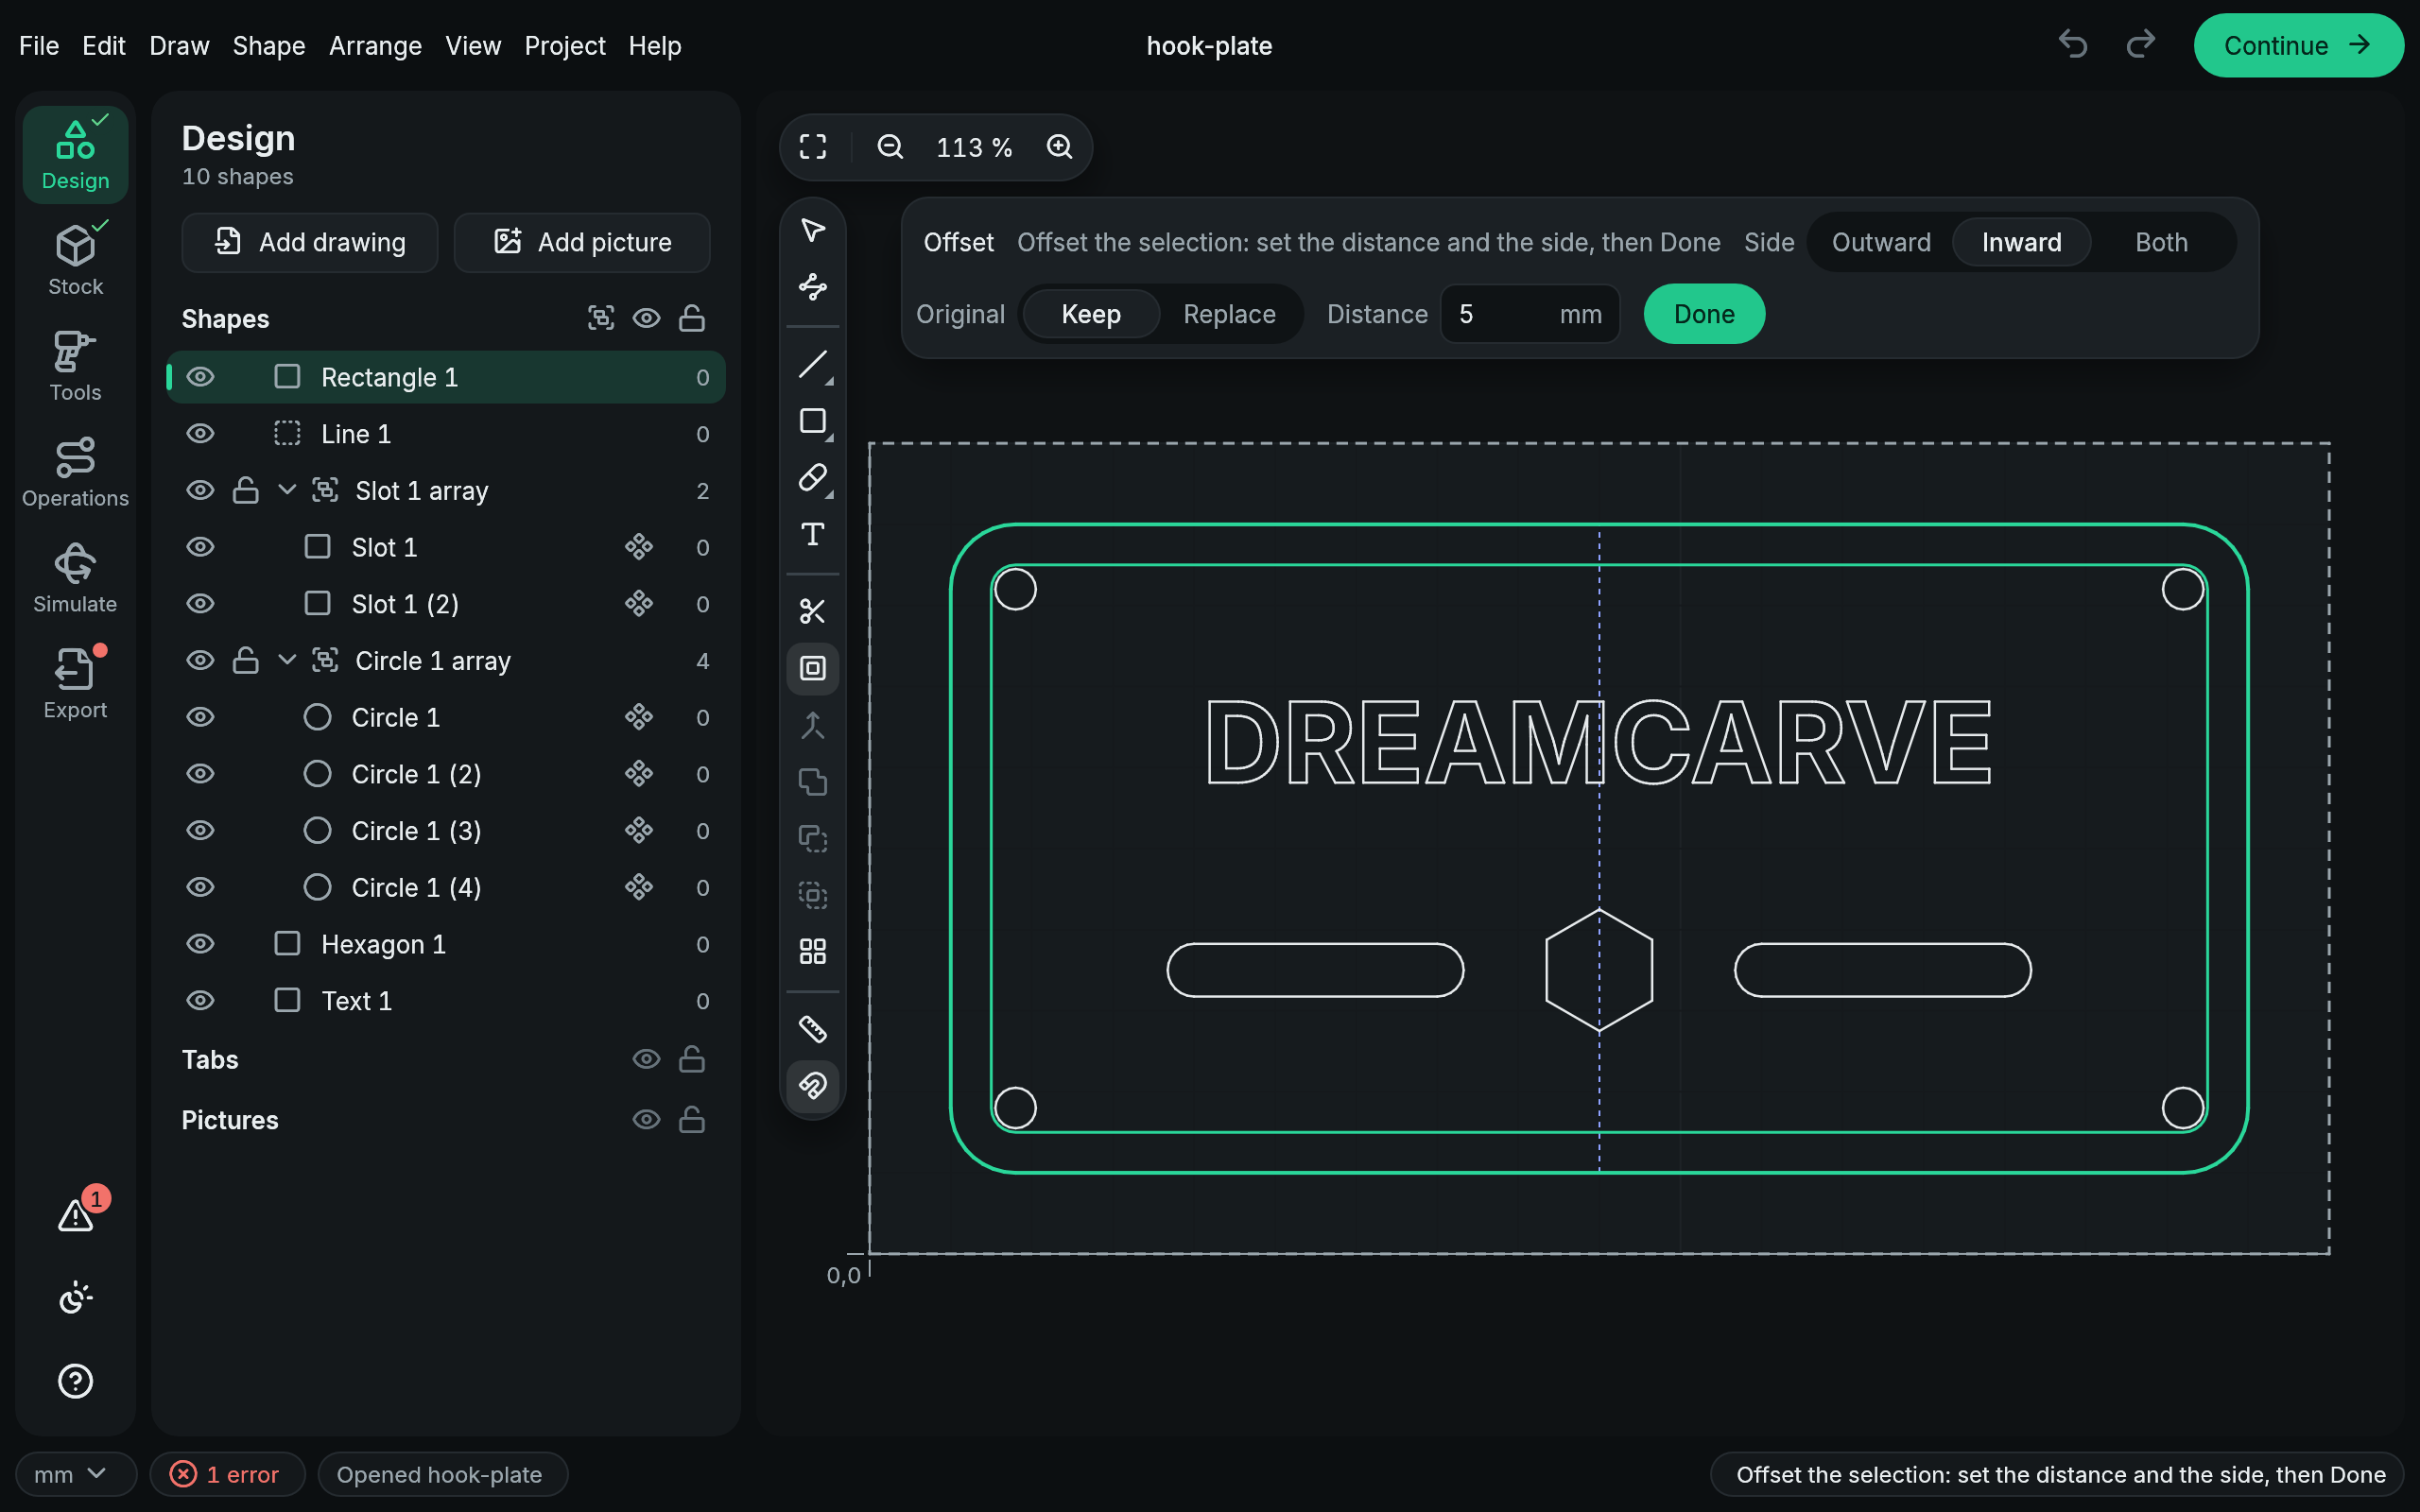 File Edit Draw Shape Arrange View Project Help
hook-plate
Continue
Design
Stock
Tools
Operations
Simulate
Export
1
Design
10 shapes
Add drawing
Add picture
Shapes
Rectangle 1 0
Line 1 0
Slot 1 array 2
Slot 1 0
Slot 1 (2) 0
Circle 1 array 4
Circle 1 0
Circle 1 (2) 0
Circle 1 (3) 0
Circle 1 (4) 0
Hexagon 1 0
Text 1 0
Tabs
Pictures
113 %
Offset Offset the selection: set the distance and the side, then Done Side Outward Inward Both
Original Keep Replace Distance 5 mm Done
DREAMCARVE
0,0
mm
1 error
Opened hook-plate
Offset the selection: set the distance and the side, then Done